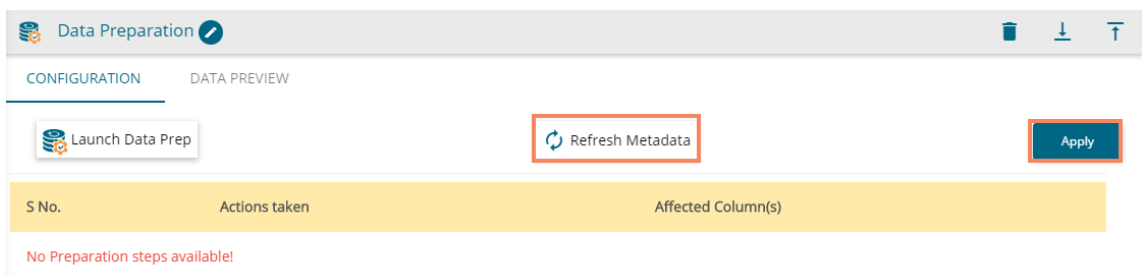 Data Preparation
CONFIGURATION DATA PREVIEW
Launch Data Prep Refresh Metadata Apply
S No. Actions taken Affected Column(s)
No Preparation steps available!